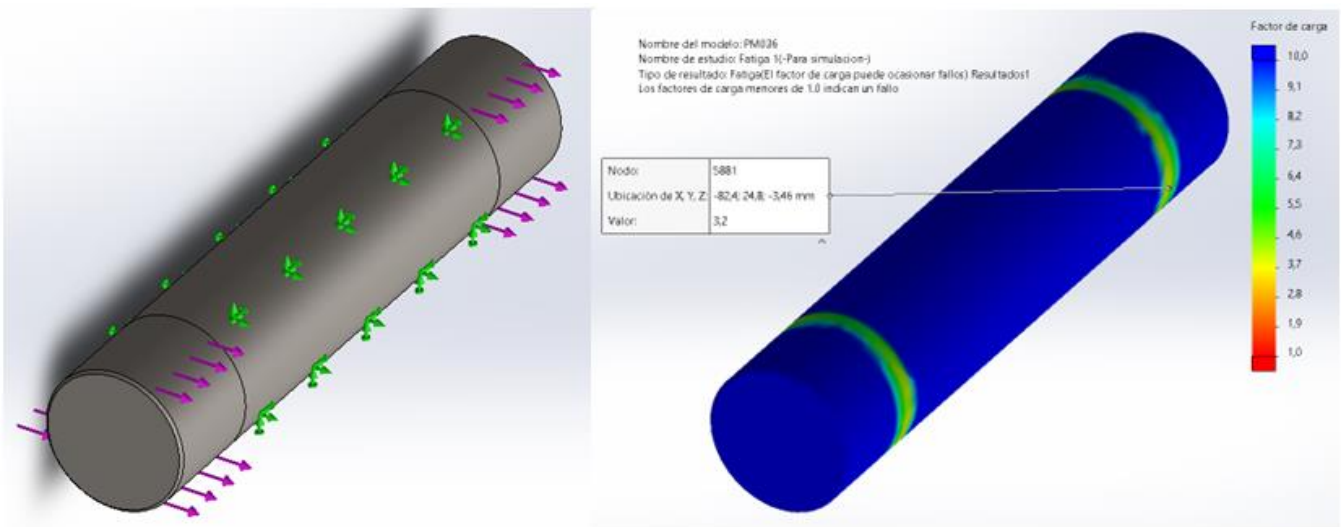 Nombre del modelo: PM036
Nombre de estudio: Fatiga 1(-Para simulacion-)
Tipo de resultado: Fatiga(El factor de carga puede ocasionar fallos) Resultados1
Los factores de carga menores de 1.0 indican un fallo
Nodo: 5881
Ubicación de X, Y, Z: -82,4; 24,8; -3,46 mm
Valor: 3,2
Factor de carga
10,0
9,1
8,2
7,3
6,4
5,5
4,6
3,7
2,8
1,9
1,0